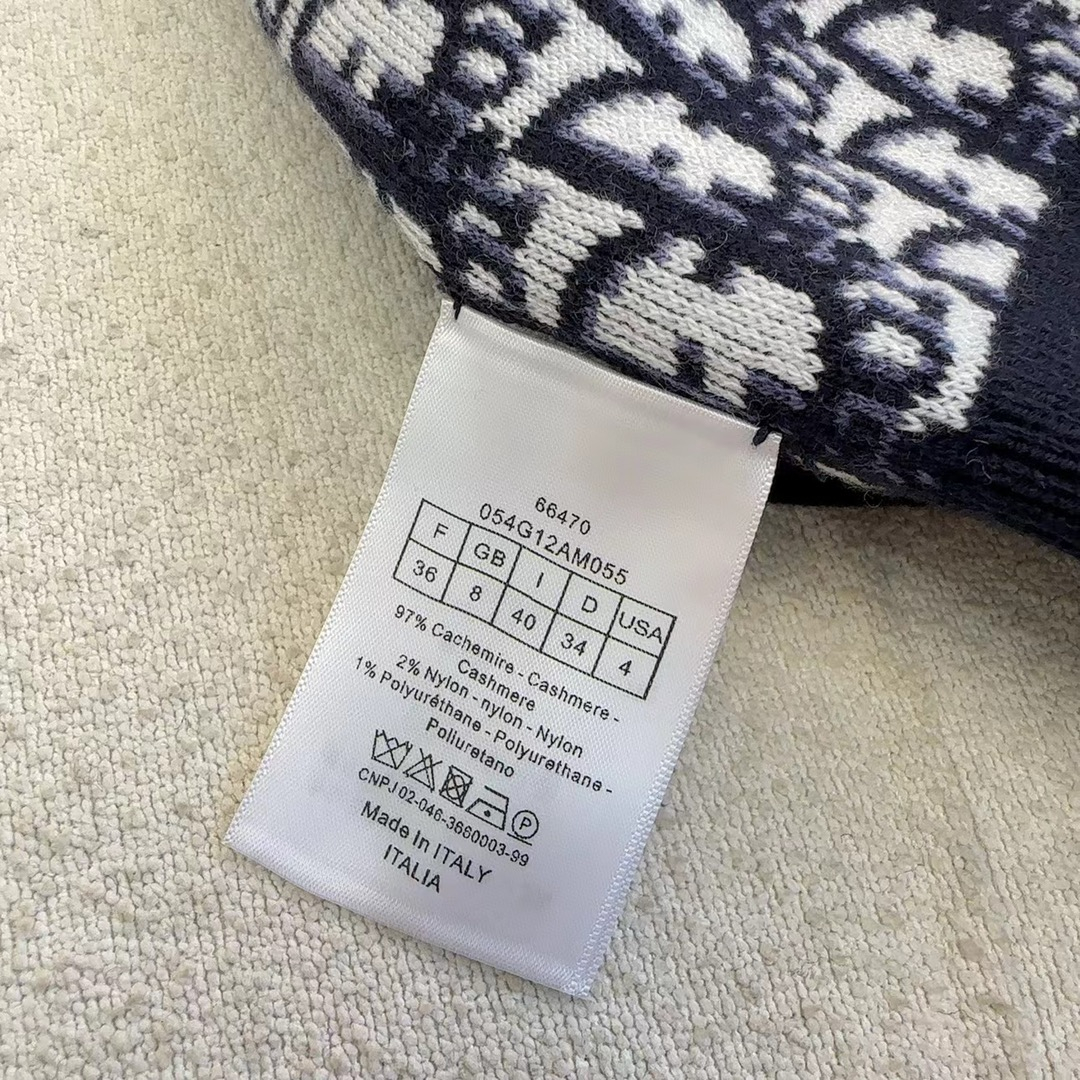 66470
054G12AM055
F GB I D USA
36 8 40 34 4
97% Cachemire - Cashmere -
Cashmere
2% Nylon - nylon - Nylon
1% Polyuréthane - Polyurethane -
Poliuretano
P
CNPJ 02-046-3660003-99
Made In ITALY
ITALIA